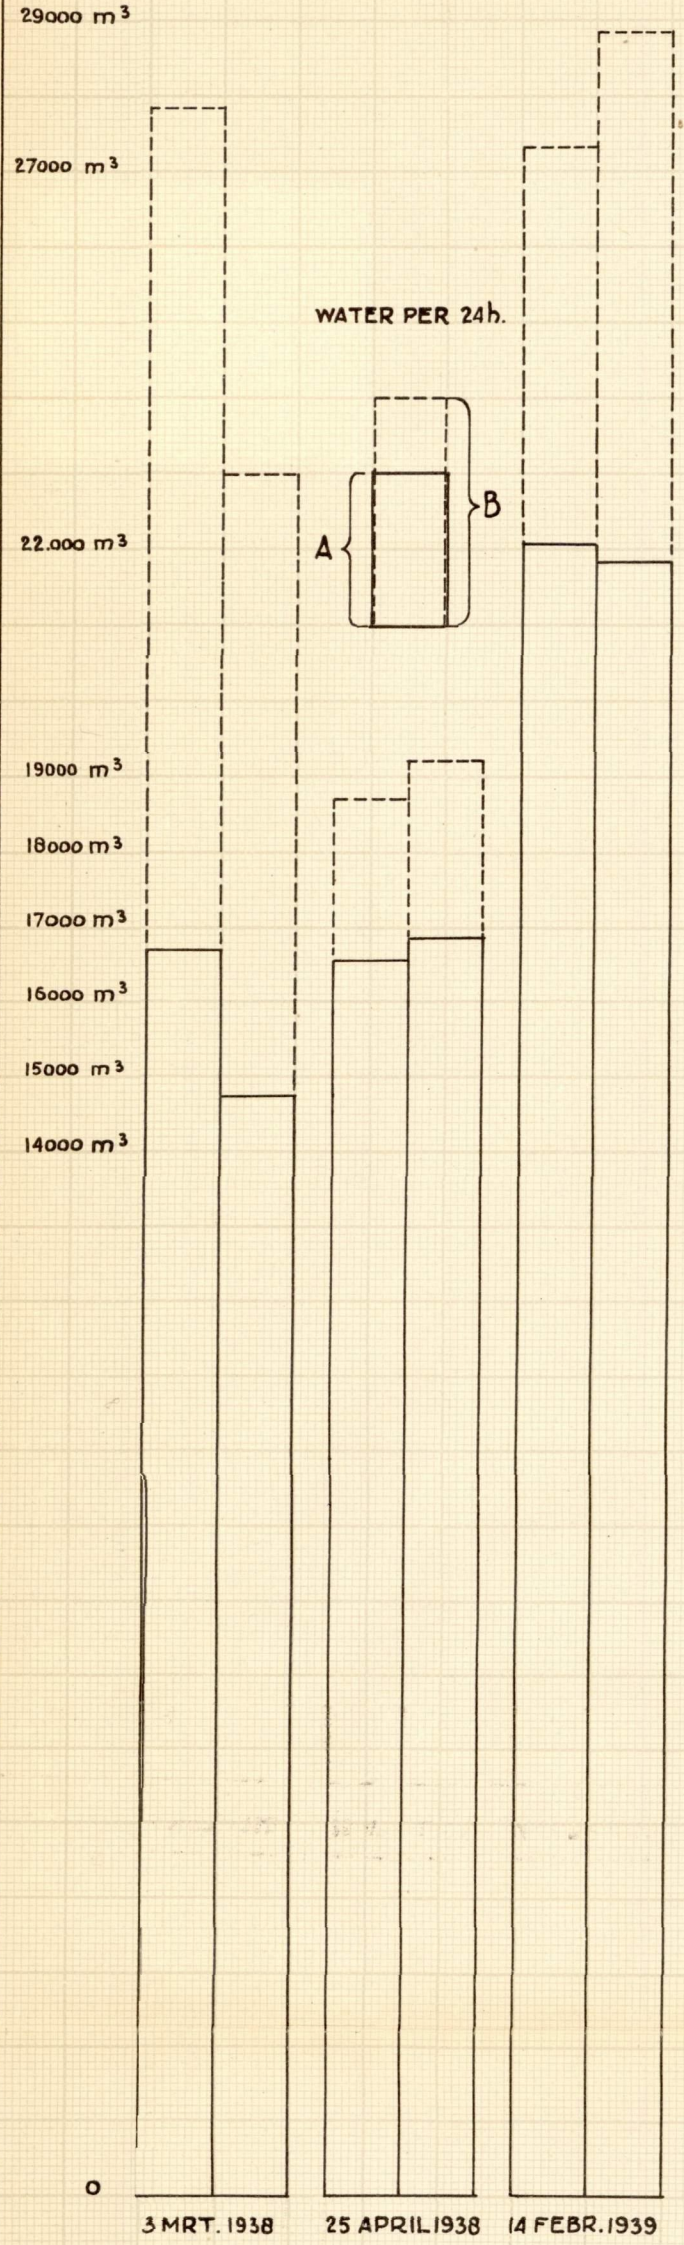 29000 m³
27000 m³
WATER PER 24h.
B
A
22.000 m³
19000 m³
18000 m³
17000 m³
16000 m³
15000 m³
14000 m³
0
3 MRT. 1938
25 APRIL 1938
14 FEBR. 1939